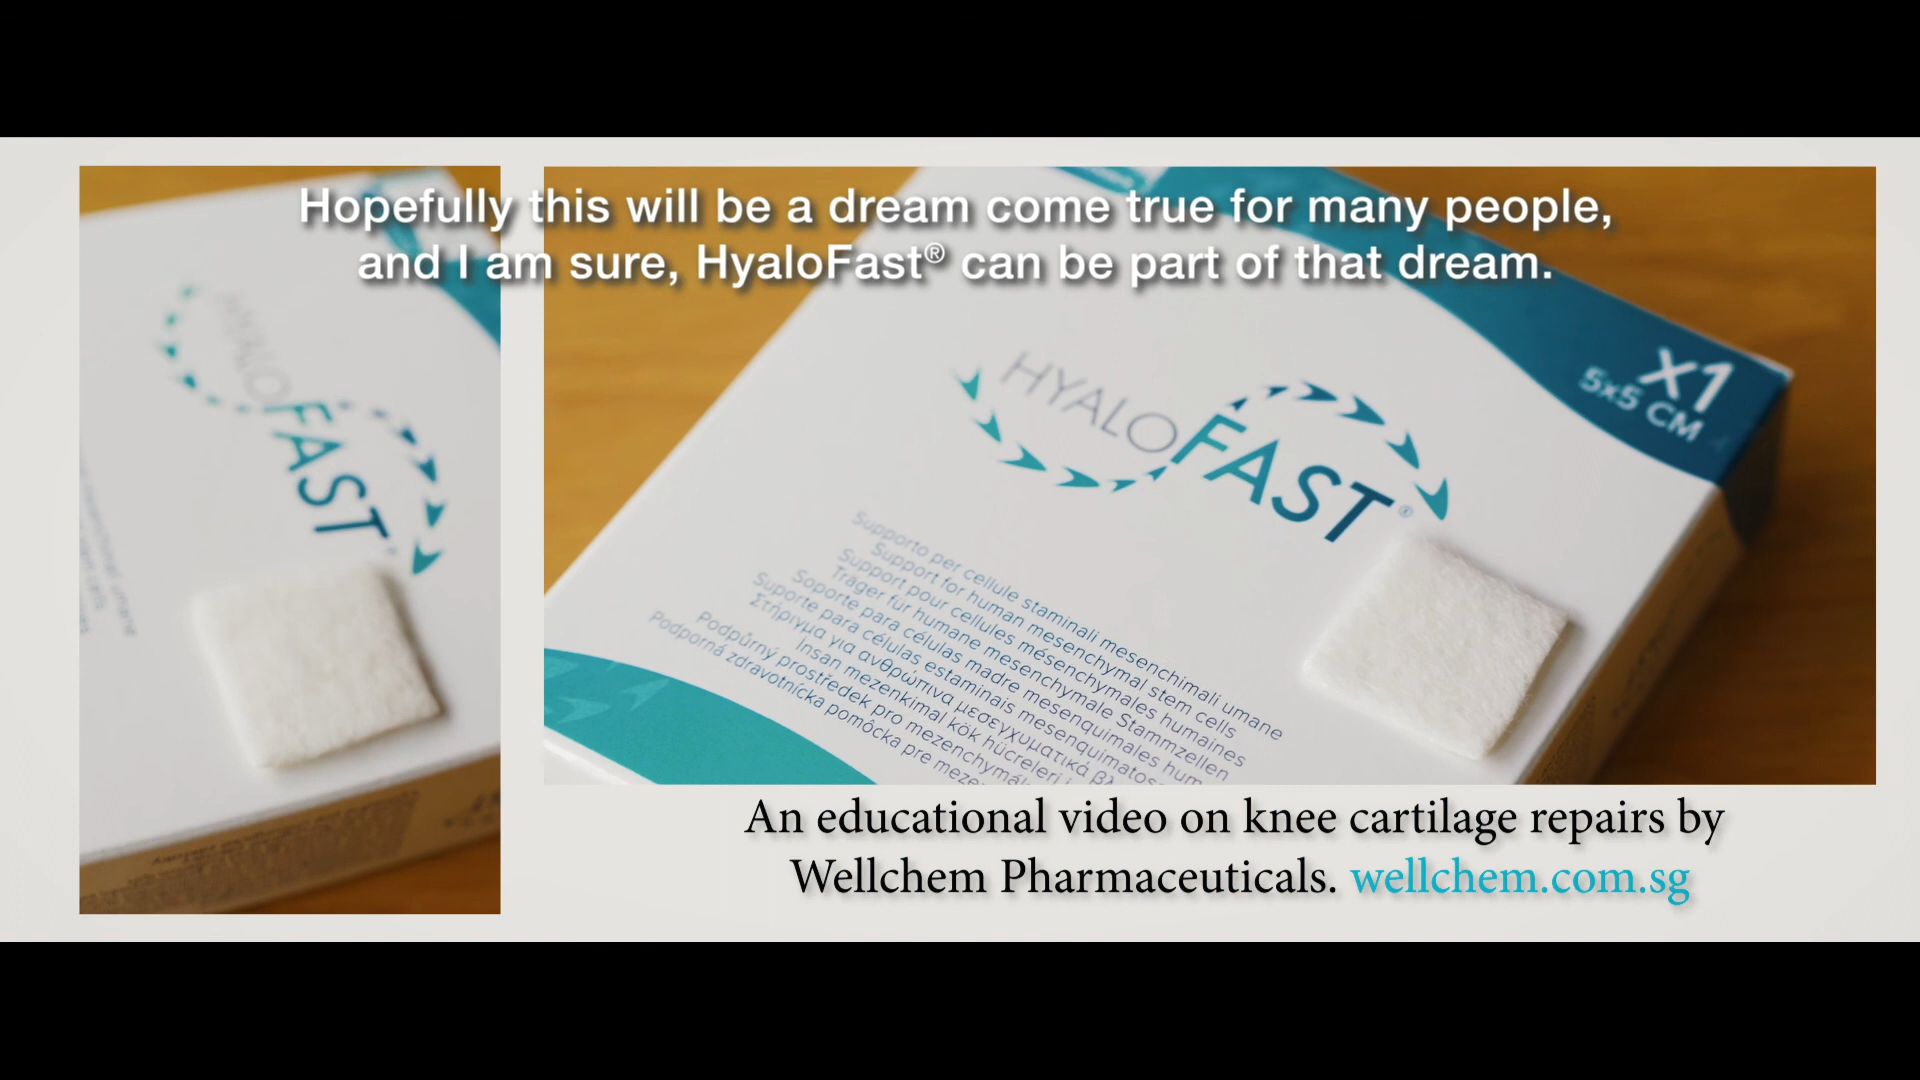 Hopefully this will be a dream come true for many people,
and I am sure, HyaloFast® can be part of that dream.
HYALOFAST
HYALOFAST®
X1
5x5 CM
Supporto per cellule staminali mesenchimali umane
Support for human mesenchymal stem cells
Support pour cellules mésenchymales humaines
Träger für humane mesenchymale Stammzellen
Soporte para células madre mesenquimales hum
Suporte para células estaminais mesenquimatos
Στήριγμα για ανθρώπινα μεσεγχυματικά βλ
İnsan mezenkimal kök hücreleri i
Podpůrný prostředek pro mezenchymál
Podporná zdravotnícka pomôcka pre meze
An educational video on knee cartilage repairs by
Wellchem Pharmaceuticals. wellchem.com.sg